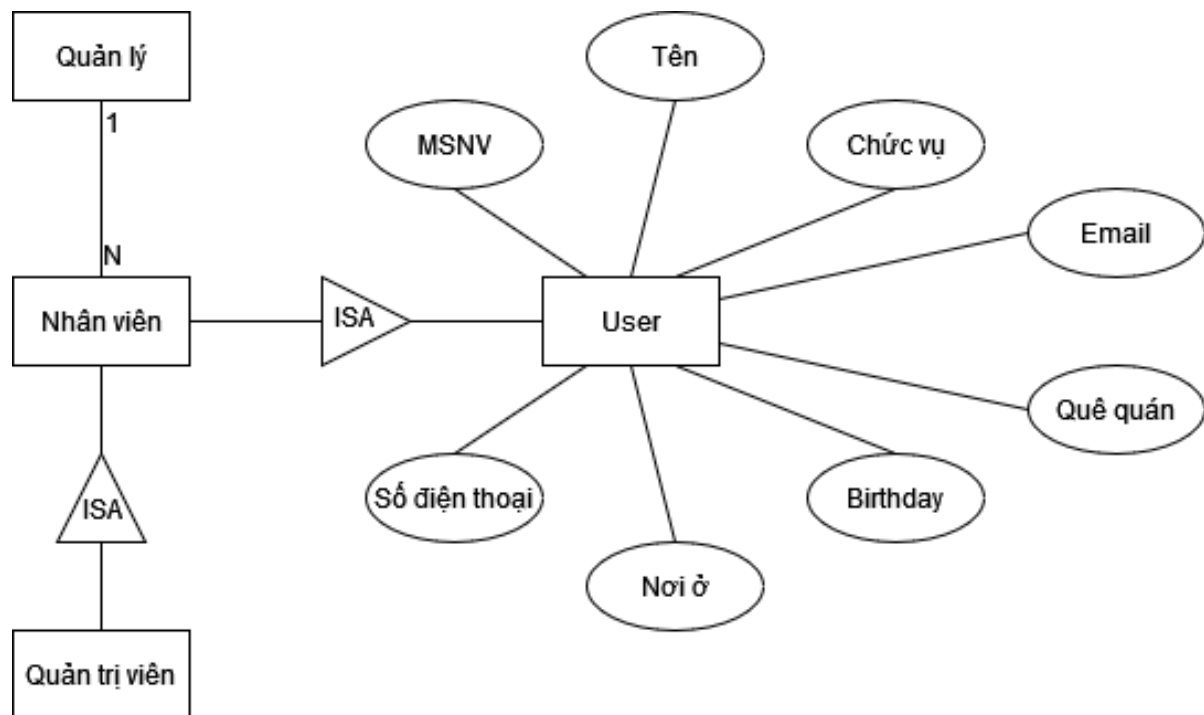 Quản lý
Tên
1
MSNV
Chức vụ
Email
N
Nhân viên
ISA
User
Quê quán
Số điện thoại
Birthday
ISA
Nơi ở
Quản trị viên